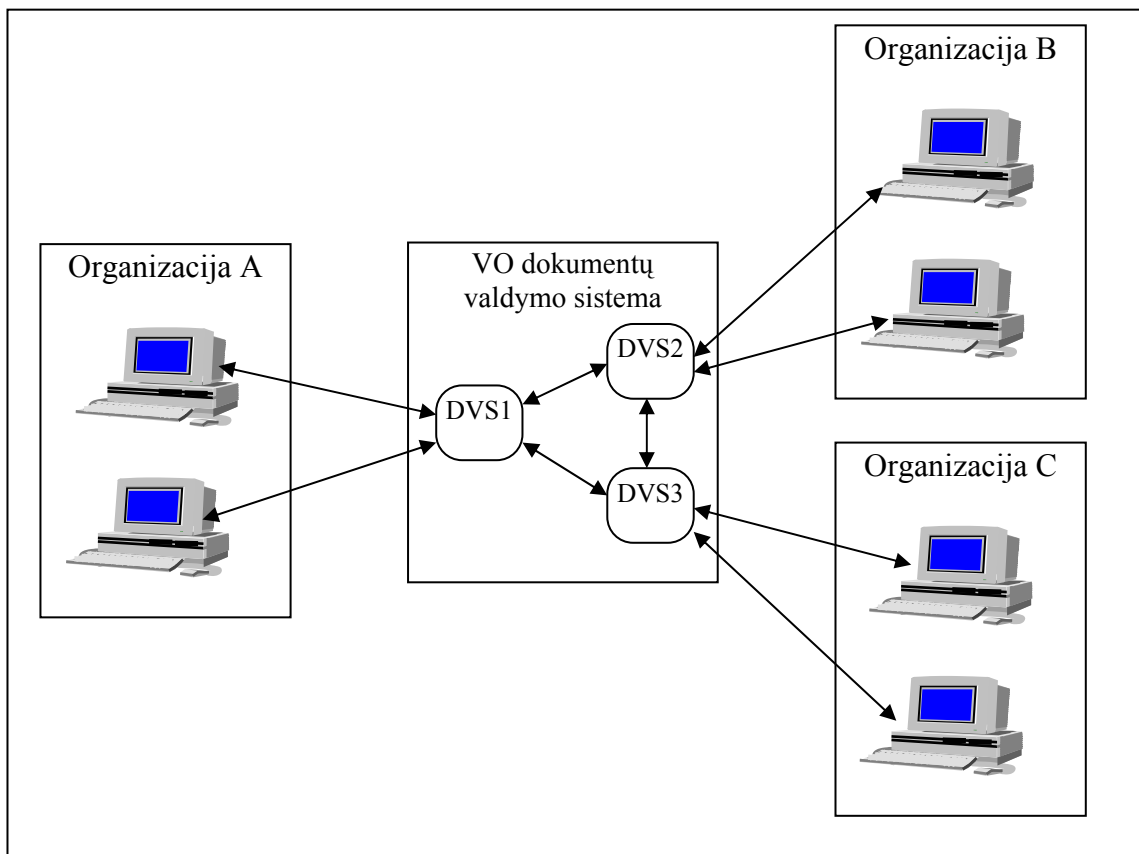 Organizacija B
Organizacija A
VO dokumentų
valdymo sistema
DVS2
DVS1
DVS3
Organizacija C